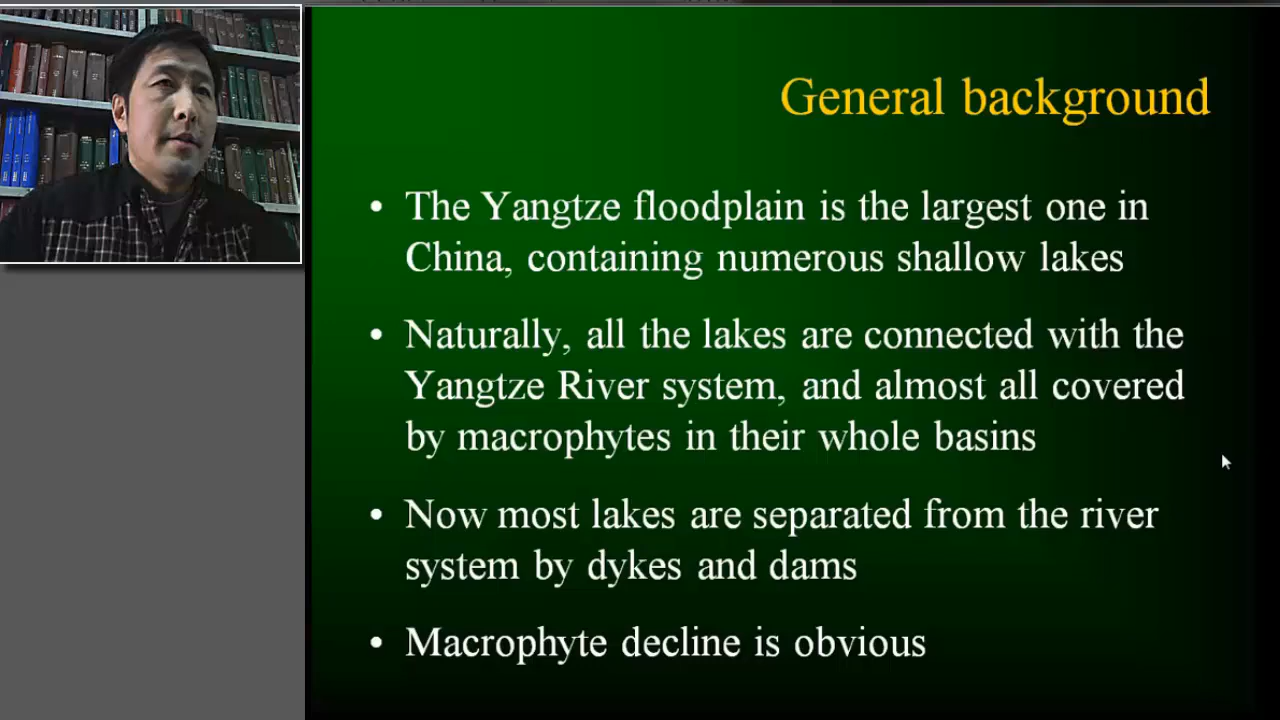 General background
• The Yangtze floodplain is the largest one in
China, containing numerous shallow lakes
• Naturally, all the lakes are connected with the
Yangtze River system, and almost all covered
by macrophytes in their whole basins
• Now most lakes are separated from the river
system by dykes and dams
• Macrophyte decline is obvious